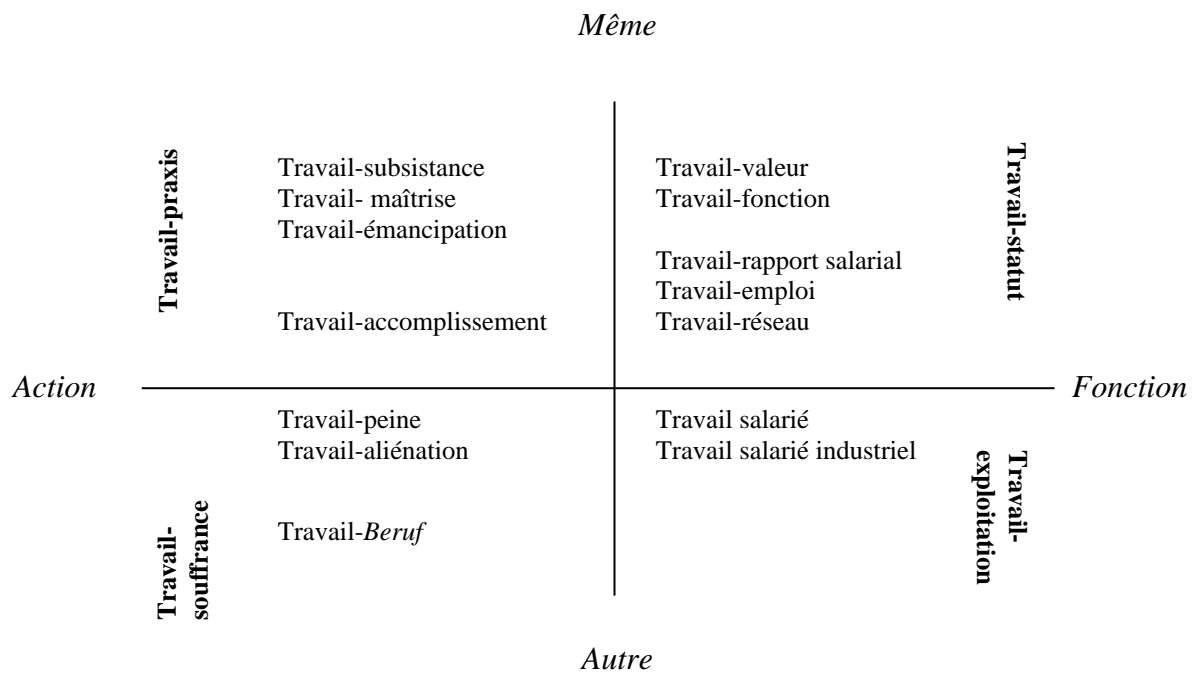 Même
Travail-praxis
Travail-subsistance
Travail- maîtrise
Travail-émancipation
Travail-accomplissement
Travail-valeur
Travail-fonction
Travail-rapport salarial
Travail-emploi
Travail-réseau
Travail-statut
Action
Fonction
Travail-
souffrance
Travail-peine
Travail-aliénation
Travail-Beruf
Travail salarié
Travail salarié industriel
Travail-
exploitation
Autre